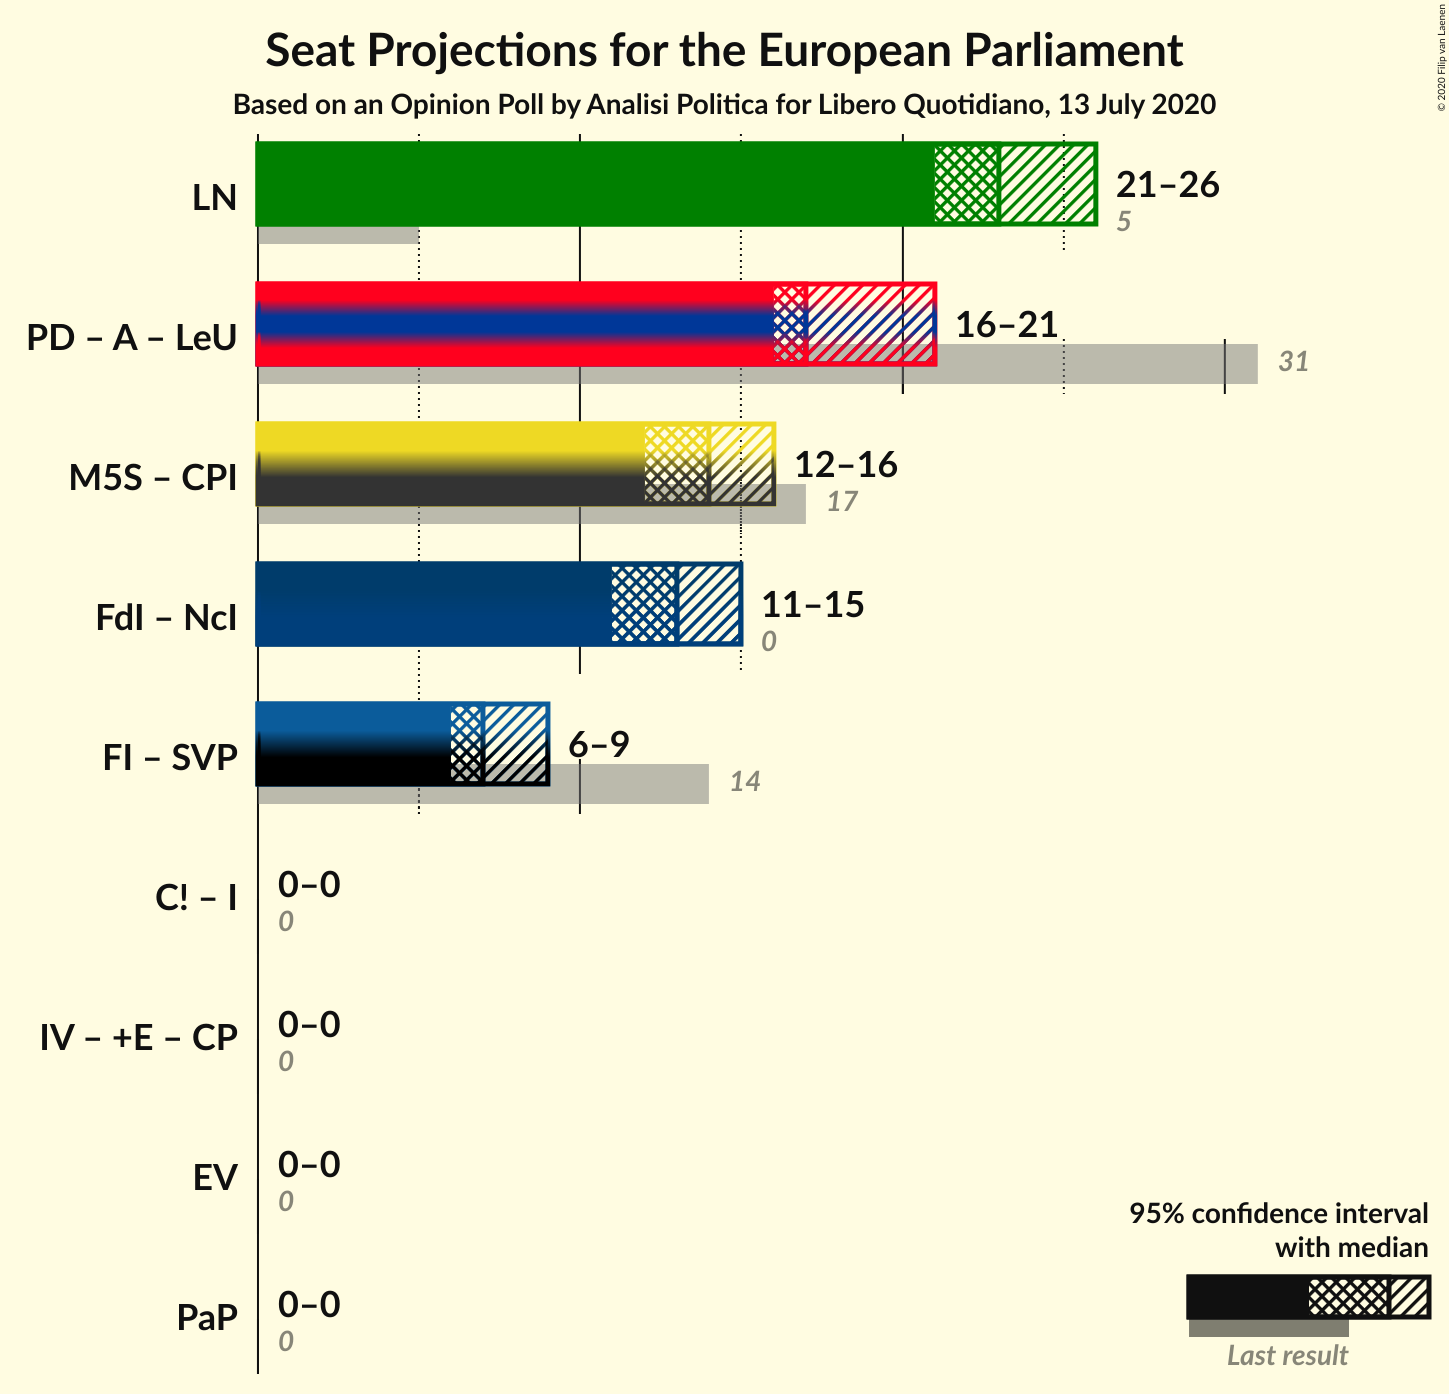 Seat Projections for the European Parliament
Based on an Opinion Poll by Analisi Politica for Libero Quotidiano, 13 July 2020
© 2020 Filip van Laenen
LN
21–26
5
PD – A – LeU
16–21
31
M5S – CPI
12–16
17
FdI – NcI
11–15
0
FI – SVP
6–9
14
C! – I
0–0
0
IV – +E – CP
0–0
0
EV
0–0
0
PaP
0–0
0
95% confidence interval
with median
Last result